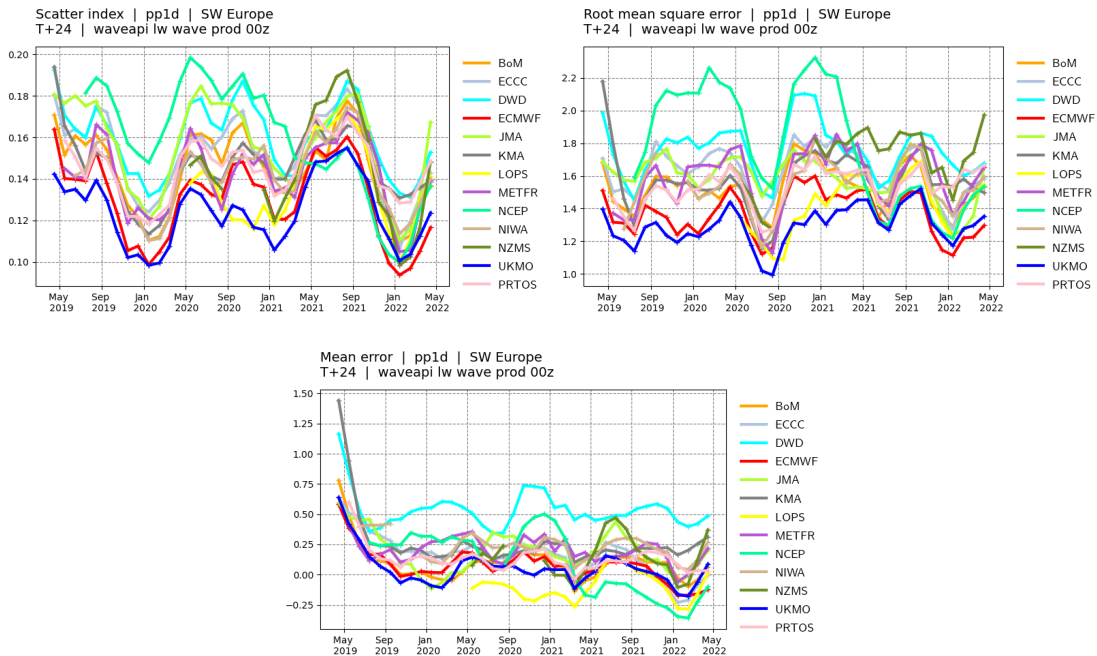 Scatter index | pp1d | SW Europe
T+24 | waveapi lw wave prod 00z
0.20
0.18
0.16
0.14
0.12
0.10
May 2019
Sep 2019
Jan 2020
May 2020
Sep 2020
Jan 2021
May 2021
Sep 2021
Jan 2022
May 2022
BoM
ECCC
DWD
ECMWF
JMA
KMA
LOPS
METFR
NCEP
NIWA
NZMS
UKMO
PRTOS
Root mean square error | pp1d | SW Europe
T+24 | waveapi lw wave prod 00z
2.2
2.0
1.8
1.6
1.4
1.2
1.0
May 2019
Sep 2019
Jan 2020
May 2020
Sep 2020
Jan 2021
May 2021
Sep 2021
Jan 2022
May 2022
BoM
ECCC
DWD
ECMWF
JMA
KMA
LOPS
METFR
NCEP
NIWA
NZMS
UKMO
PRTOS
Mean error | pp1d | SW Europe
T+24 | waveapi lw wave prod 00z
1.50
1.25
1.00
0.75
0.50
0.25
0.00
−0.25
May 2019
Sep 2019
Jan 2020
May 2020
Sep 2020
Jan 2021
May 2021
Sep 2021
Jan 2022
May 2022
BoM
ECCC
DWD
ECMWF
JMA
KMA
LOPS
METFR
NCEP
NIWA
NZMS
UKMO
PRTOS